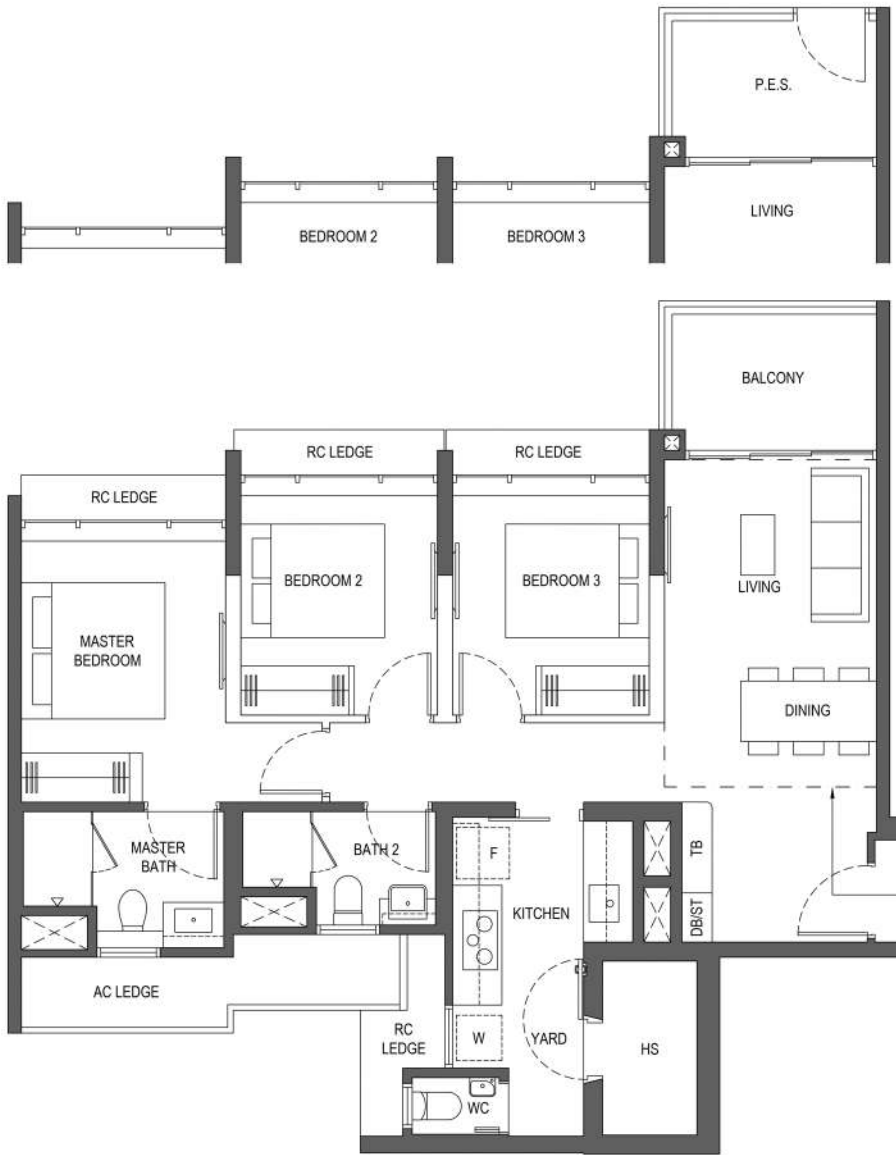 P.E.S.
LIVING
BEDROOM 2
BEDROOM 3
BALCONY
RC LEDGE
RC LEDGE
RC LEDGE
BEDROOM 2
BEDROOM 3
LIVING
MASTER
BEDROOM
DINING
MASTER
BATH
BATH 2
F
TB
KITCHEN
DB/ST
AC LEDGE
RC
LEDGE
W
YARD
HS
WC